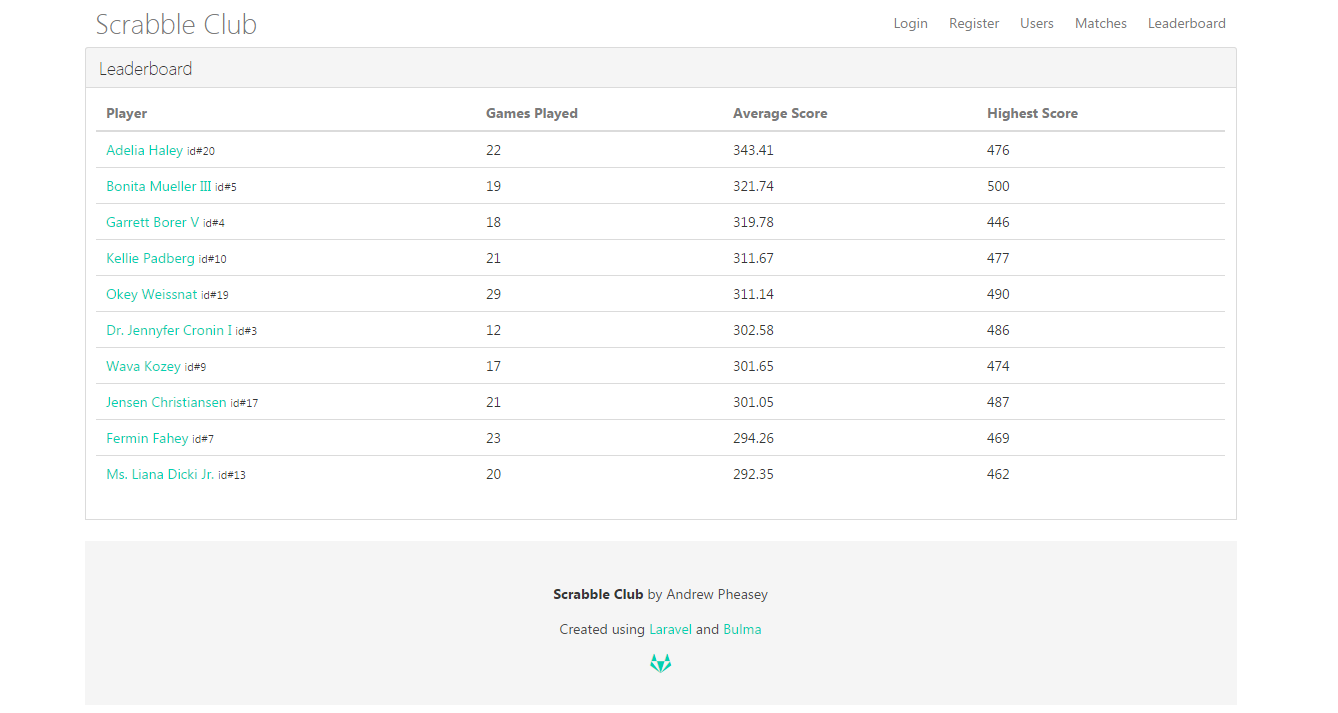 Scrabble Club Login Register Users Matches Leaderboard
Leaderboard
Player Games Played Average Score Highest Score
Adelia Haley id#20 22 343.41 476
Bonita Mueller III id#5 19 321.74 500
Garrett Borer V id#4 18 319.78 446
Kellie Padberg id#10 21 311.67 477
Okey Weissnat id#19 29 311.14 490
Dr. Jennyfer Cronin I id#3 12 302.58 486
Wava Kozey id#9 17 301.65 474
Jensen Christiansen id#17 21 301.05 487
Fermin Fahey id#7 23 294.26 469
Ms. Liana Dicki Jr. id#13 20 292.35 462
Scrabble Club by Andrew Pheasey
Created using Laravel and Bulma